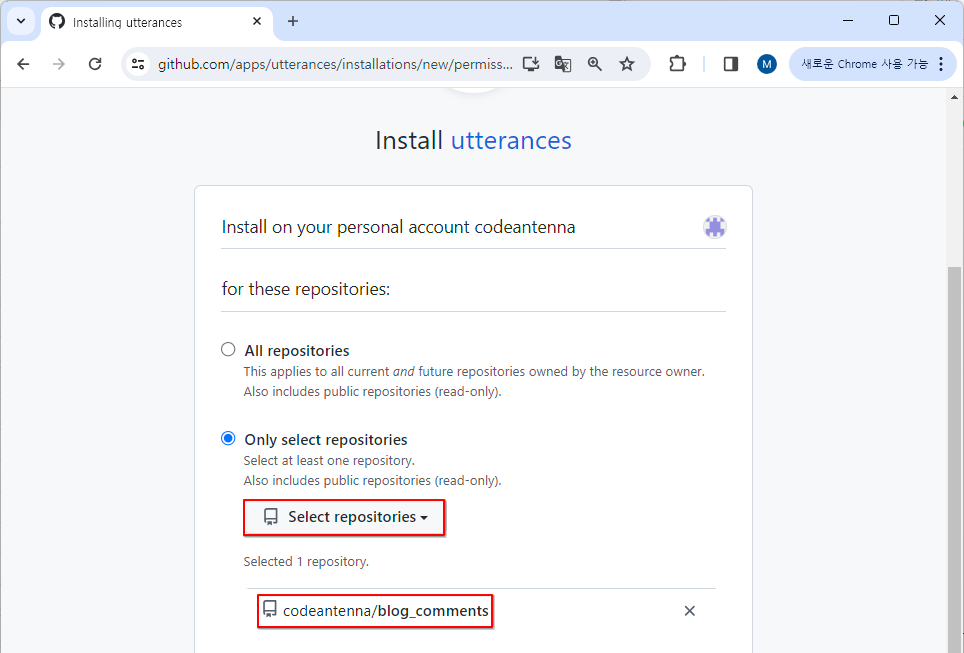 Installing utterances
github.com/apps/utterances/installations/new/permiss...
M
새로운 Chrome 사용 가능
Install utterances
Install on your personal account codeantenna
for these repositories:
All repositories
This applies to all current and future repositories owned by the resource owner.
Also includes public repositories (read-only).
Only select repositories
Select at least one repository.
Also includes public repositories (read-only).
Select repositories
Selected 1 repository.
codeantenna/blog_comments